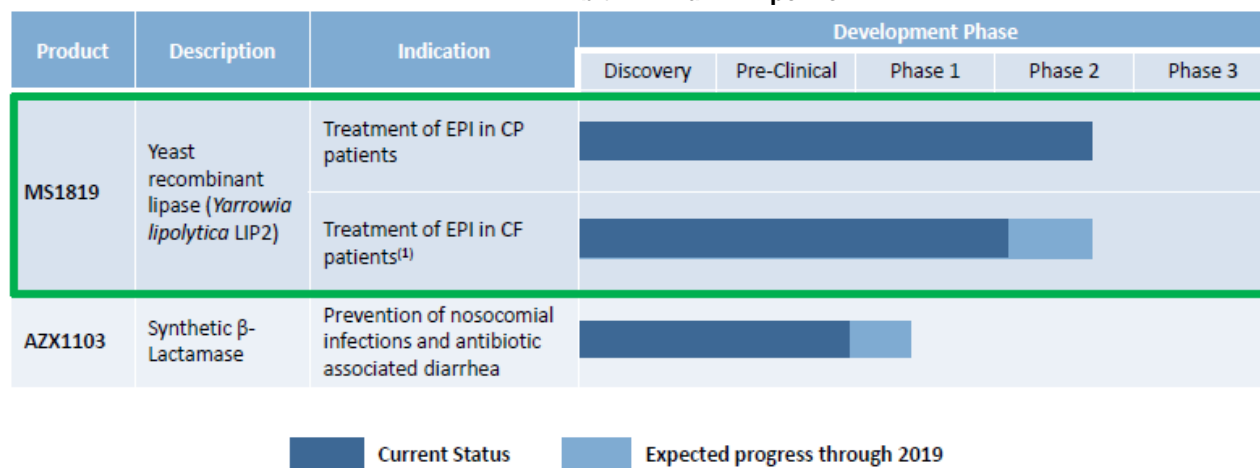 Product
Description
Indication
Development Phase
Discovery
Pre-Clinical
Phase 1
Phase 2
Phase 3
MS1819
Yeast
recombinant
lipase (Yarrowia
lipolytica LIP2)
Treatment of EPI in CP
patients
Treatment of EPI in CF
patients(1)
AZX1103
Synthetic β-
Lactamase
Prevention of nosocomial
infections and antibiotic
associated diarrhea
Current Status
Expected progress through 2019